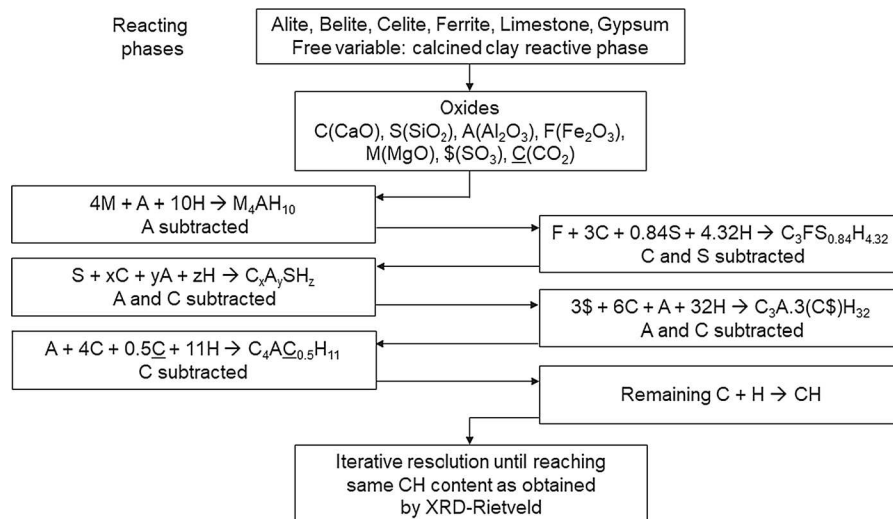 Reacting
phases
Alite, Belite, Celite, Ferrite, Limestone, Gypsum
Free variable: calcined clay reactive phase
Oxides
C(CaO), S(SiO₂), A(Al₂O₃), F(Fe₂O₃),
M(MgO), $(SO₃), C̲(CO₂)
4M + A + 10H → M₄AH₁₀
A subtracted
F + 3C + 0.84S + 4.32H → C₃FS₀.₈₄H₄.₃₂
C and S subtracted
S + xC + yA + zH → CₓAᵧSH_z
A and C subtracted
3$ + 6C + A + 32H → C₃A.3(C$)H₃₂
A and C subtracted
A + 4C + 0.5C̲ + 11H → C₄AC̲₀.₅H₁₁
C subtracted
Remaining C + H → CH
Iterative resolution until reaching
same CH content as obtained
by XRD-Rietveld